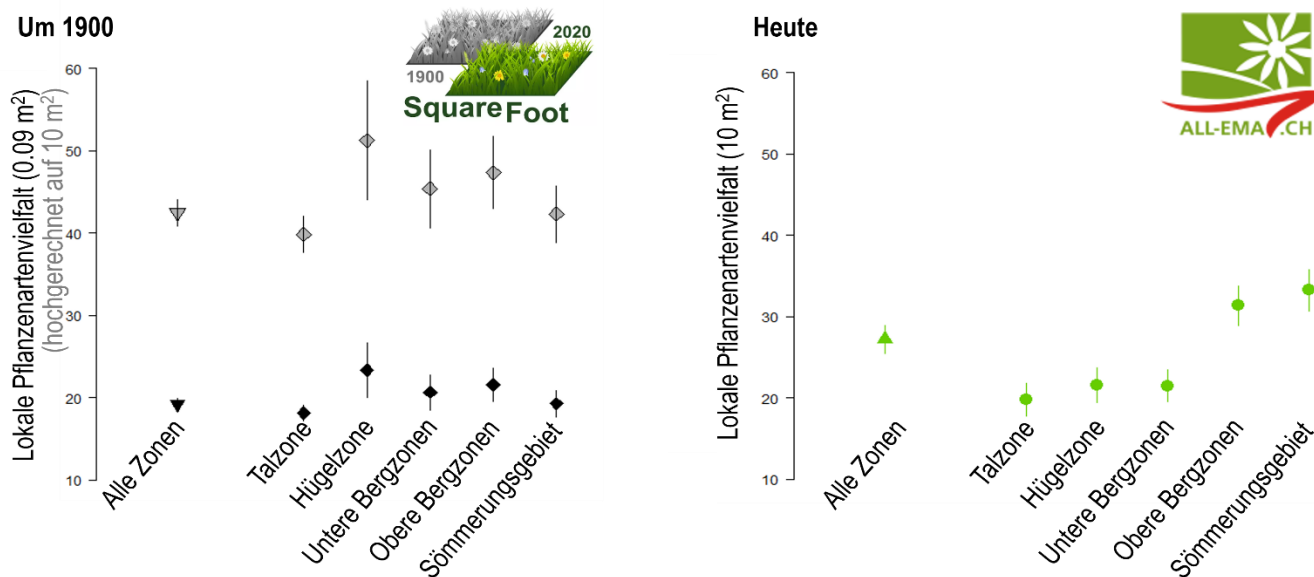 Um 1900
2020
1900
Square Foot
60
50
40
30
20
10
Lokale Pflanzenartenvielfalt (0.09 m²)
(hochgerechnet auf 10 m²)
Alle Zonen
Talzone
Hügelzone
Untere Bergzonen
Obere Bergzonen
Sömmerungsgebiet
Heute
ALL-EMA.CH
60
50
40
30
20
10
Lokale Pflanzenartenvielfalt (10 m²)
Alle Zonen
Talzone
Hügelzone
Untere Bergzonen
Obere Bergzonen
Sömmerungsgebiet